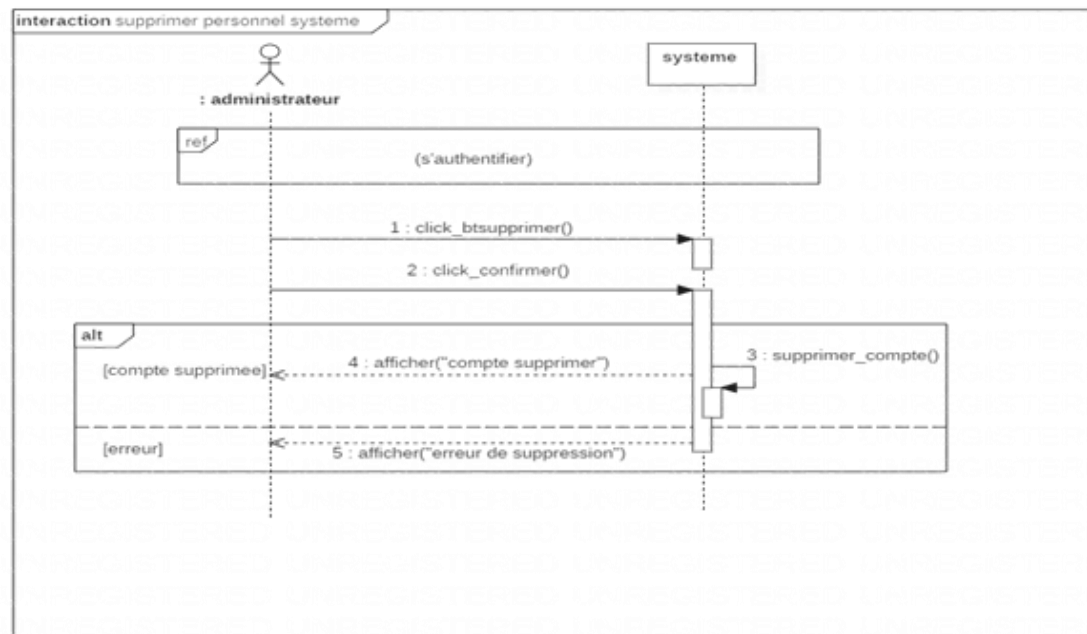 interaction supprimer personnel systeme
systeme
: administrateur
ref
(s'authentifier)
1 : click_btsupprimer()
2 : click_confirmer()
alt
3 : supprimer_compte()
4 : afficher("compte supprimer")
[compte supprimee]
[erreur]
5 : afficher("erreur de suppression")
UNREGISTERED